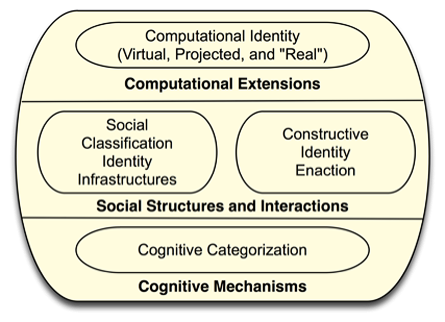 Computational Identity
(Virtual, Projected, and "Real")
Computational Extensions
Social
Classification
Identity
Infrastructures
Constructive
Identity
Enaction
Social Structures and Interactions
Cognitive Categorization
Cognitive Mechanisms